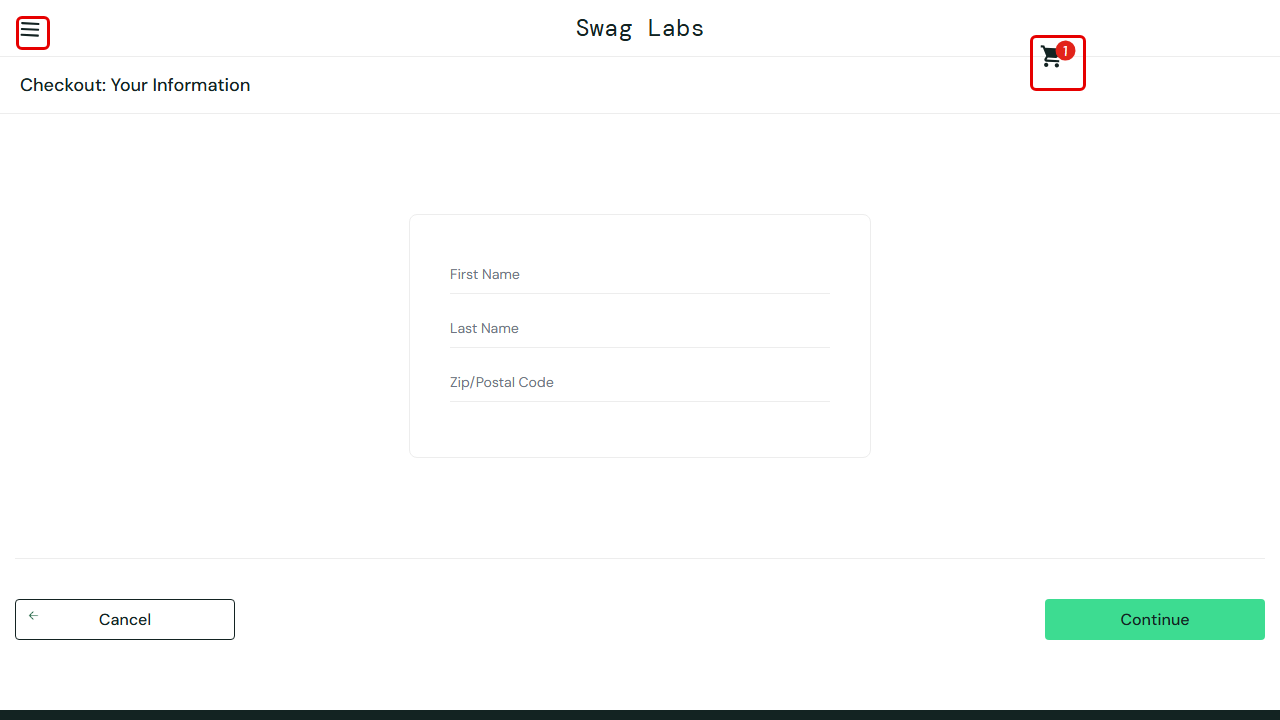 Swag Labs
1
Checkout: Your Information
First Name
Last Name
Zip/Postal Code
Cancel
Continue